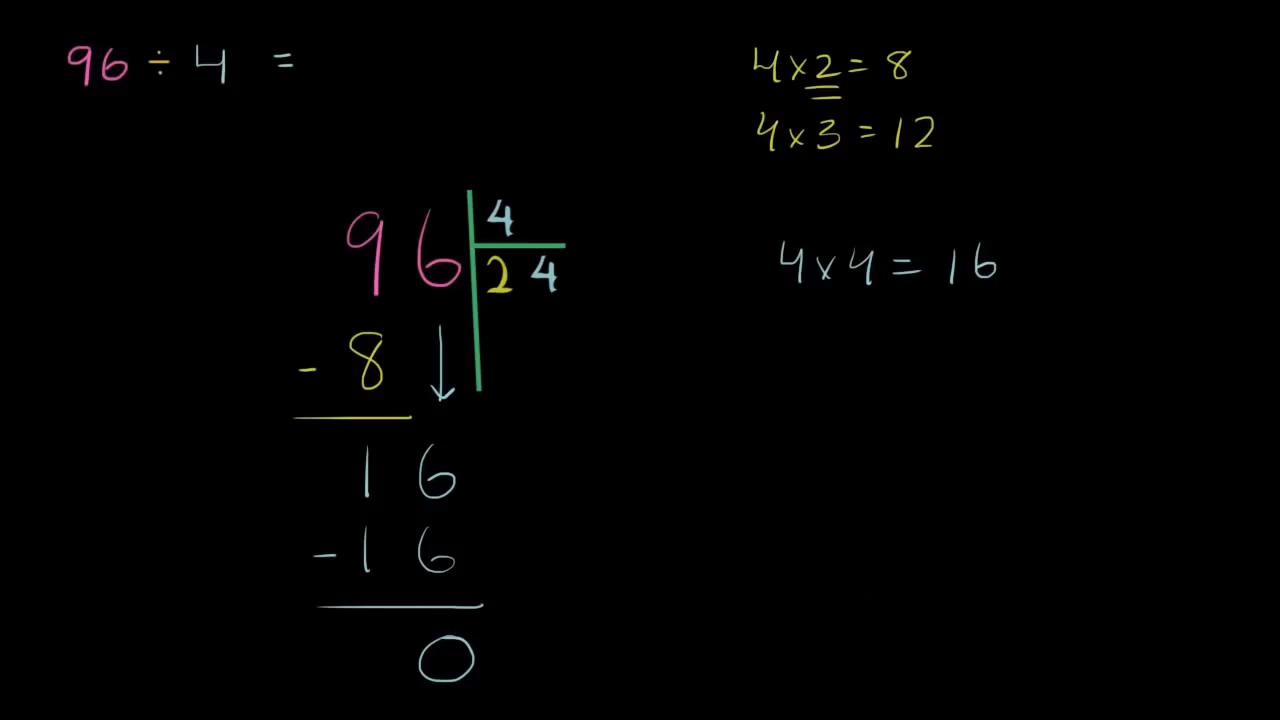 96 ÷ 4 =
4 × 2 = 8
4 × 3 = 12
96 4
24
4 × 4 = 16
- 8 ↓
16
- 16
0